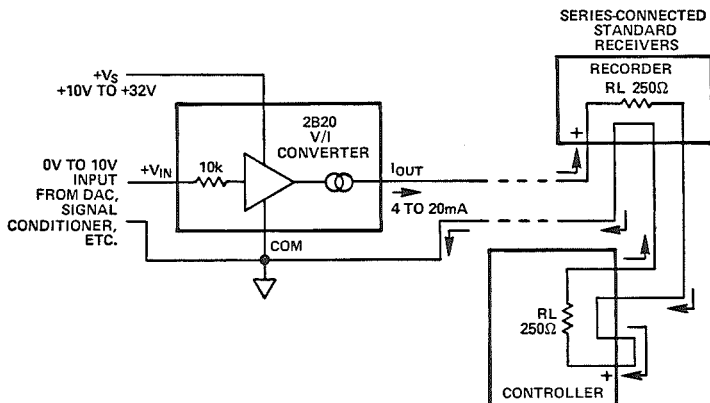 SERIES-CONNECTED
STANDARD
RECEIVERS
RECORDER
RL 250Ω
+
+VS
+10V TO +32V
2B20
V/I
CONVERTER
0V TO 10V
INPUT
FROM DAC,
SIGNAL
CONDITIONER,
ETC.
+VIN
10k
IOUT
4 TO 20mA
COM
RL
250Ω
+
CONTROLLER